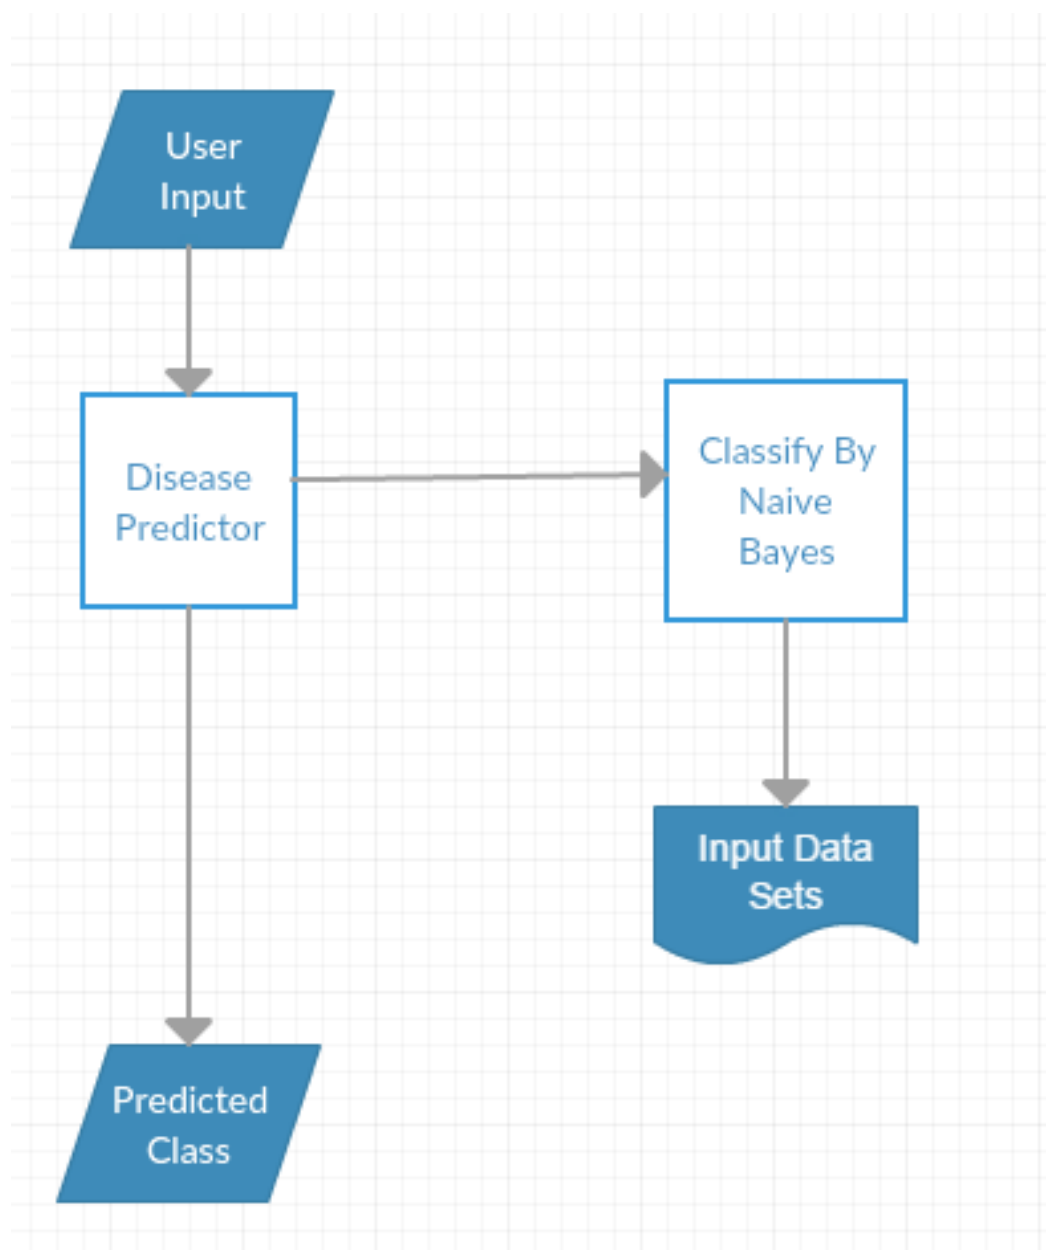 User
Input
Disease
Predictor
Classify By
Naive
Bayes
Input Data
Sets
Predicted
Class